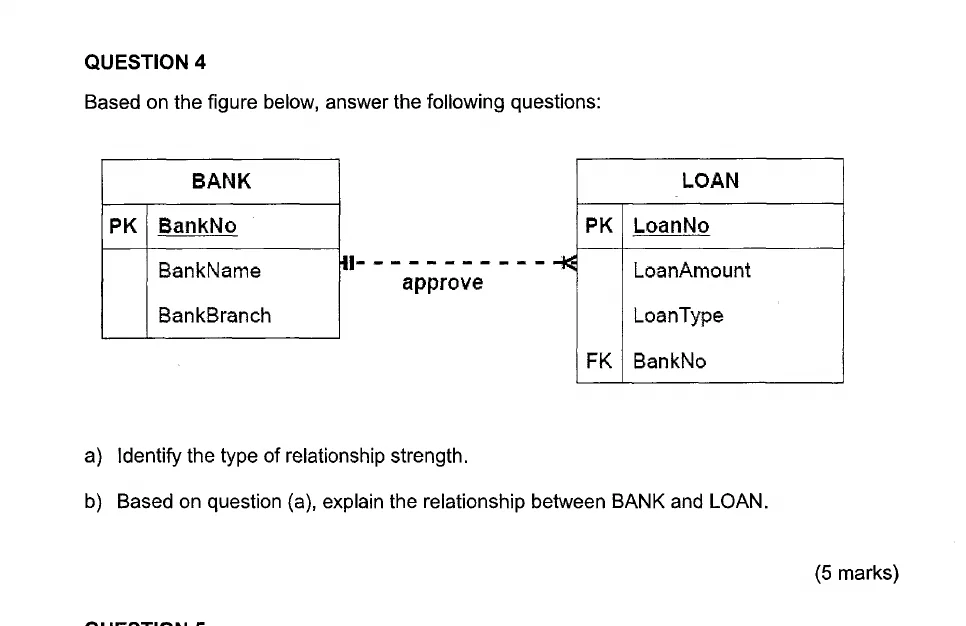 QUESTION 4
Based on the figure below, answer the following questions:
BANK
PK BankNo
BankName
BankBranch
approve
LOAN
PK LoanNo
LoanAmount
LoanType
FK BankNo
a) Identify the type of relationship strength.
b) Based on question (a), explain the relationship between BANK and LOAN.
(5 marks)
QUESTION 5